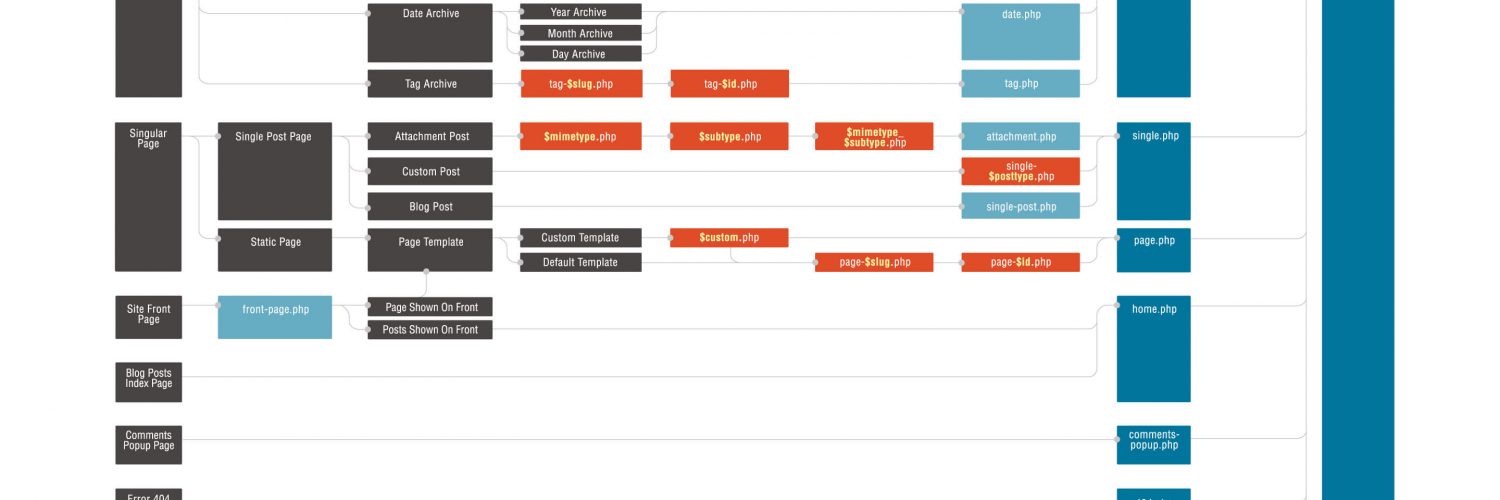 Date Archive
Year Archive
date.php
Month Archive
Day Archive
Tag Archive
tag-$slug.php
tag-$id.php
tag.php
Singular
Page
Single Post Page
Attachment Post
$mimetype.php
$subtype.php
$mimetype_
$subtype.php
attachment.php
single.php
Custom Post
single-
$posttype.php
Blog Post
single-post.php
Static Page
Page Template
Custom Template
$custom.php
page.php
Default Template
page-$slug.php
page-$id.php
Site Front
Page
front-page.php
Page Shown On Front
home.php
Posts Shown On Front
Blog Posts
Index Page
Comments
Popup Page
comments-
popup.php
Error 404